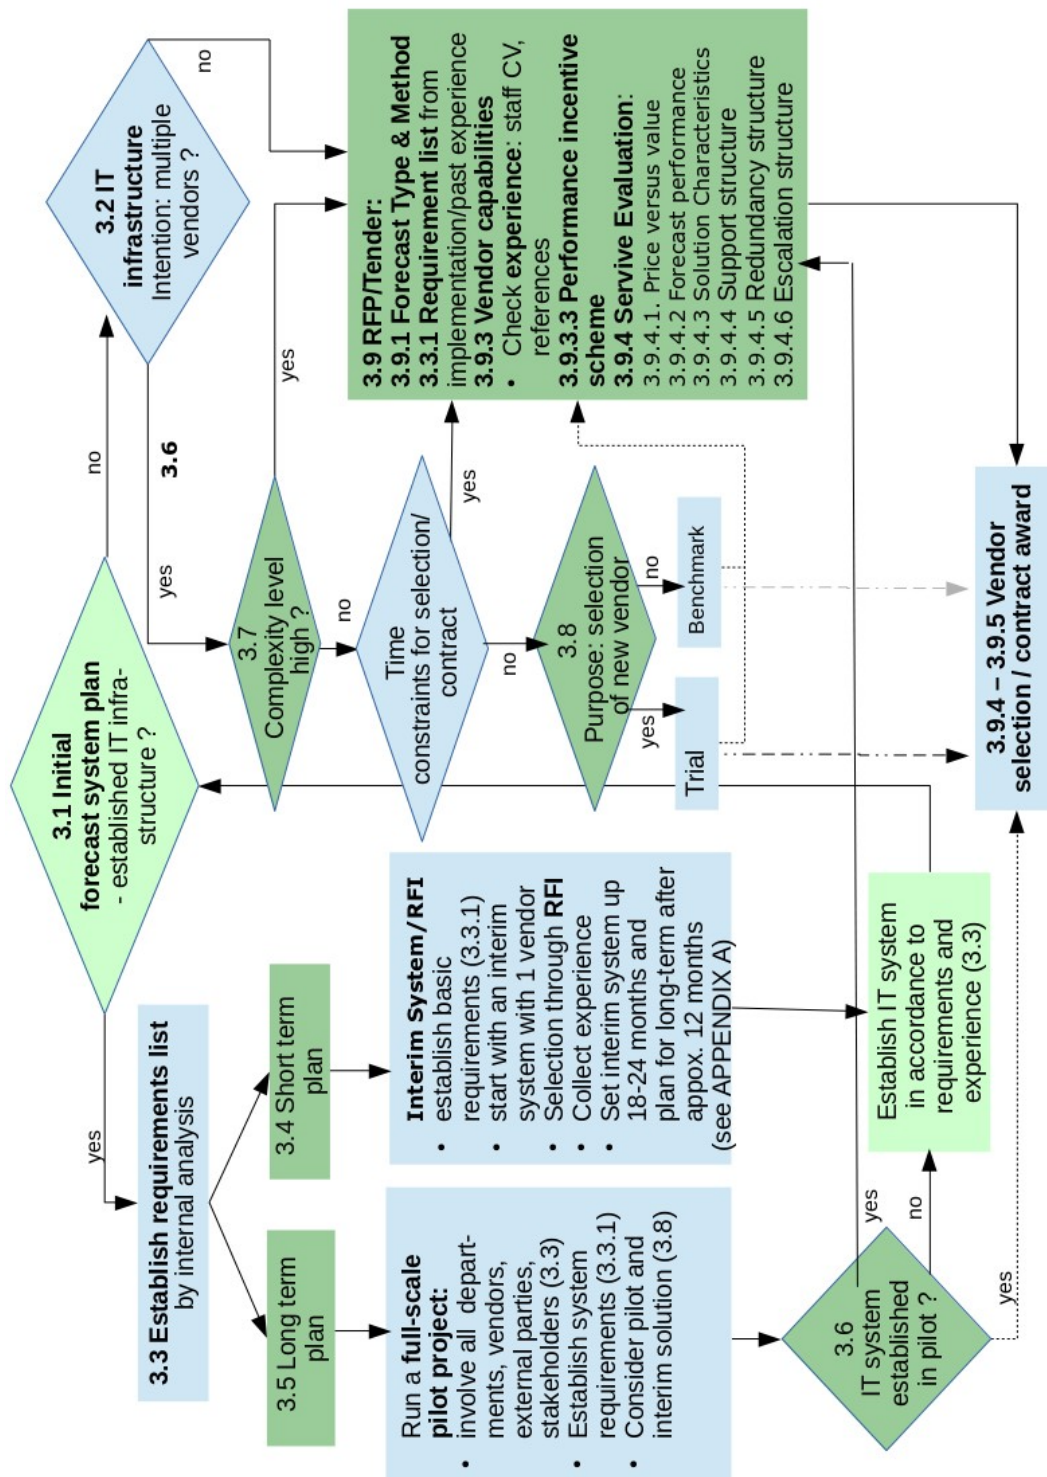 3.1 Initial
forecast system plan
- established IT infra-
structure ?
yes
no
3.2 IT
infrastructure
Intention: multiple
vendors ?
no
yes
3.6
3.3 Establish requirements list
by internal analysis
3.5 Long term
plan
3.4 Short term
plan
Run a full-scale
pilot project:
• involve all depart-
ments, vendors,
external parties,
stakeholders (3.3)
• Establish system
requirements (3.3.1)
• Consider pilot and
interim solution (3.8)
Interim System/RFI
• establish basic
requirements (3.3.1)
• start with an interim
system with 1 vendor
• Selection through RFI
• Collect experience
• Set interim system up
18-24 months and
plan for long-term after
appox. 12 months
(see APPENDIX A)
3.7
Complexity level
high ?
yes
no
Time
constraints for selection/
contract
yes
no
3.8
Purpose: selection
of new vendor
yes
no
Trial
Benchmark
3.9 RFP/Tender:
3.9.1 Forecast Type & Method
3.3.1 Requirement list from
implementation/past experience
3.9.3 Vendor capabilities
• Check experience: staff CV,
references
3.9.3.3 Performance incentive
scheme
3.9.4 Servive Evaluation:
3.9.4.1. Price versus value
3.9.4.2 Forecast performance
3.9.4.3 Solution Characteristics
3.9.4.4 Support structure
3.9.4.5 Redundancy structure
3.9.4.6 Escalation structure
3.6
IT system
established
in pilot ?
yes
no
yes
Establish IT system
in accordance to
requirements and
experience (3.3)
3.9.4 – 3.9.5 Vendor
selection / contract award